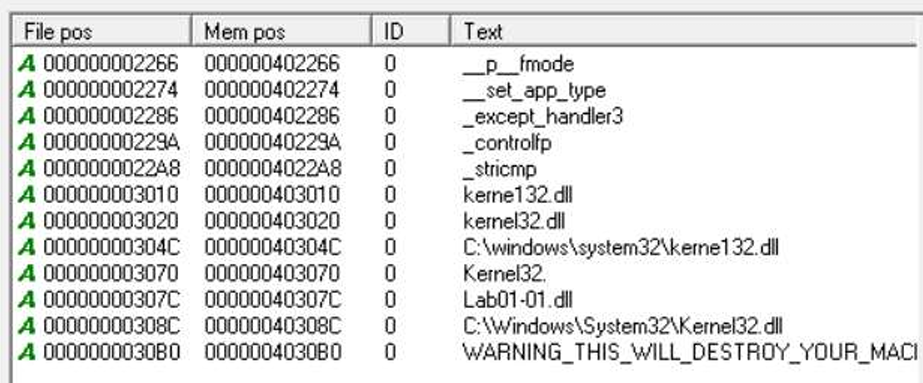 File pos Mem pos ID Text
A 000000002266 000000402266 0 __p__fmode
A 000000002274 000000402274 0 __set_app_type
A 000000002286 000000402286 0 _except_handler3
A 00000000229A 00000040229A 0 _controlfp
A 0000000022A8 0000004022A8 0 _stricmp
A 000000003010 000000403010 0 kerne132.dll
A 000000003020 000000403020 0 kernel32.dll
A 00000000304C 00000040304C 0 C:\windows\system32\kerne132.dll
A 000000003070 000000403070 0 Kernel32.
A 00000000307C 00000040307C 0 Lab01-01.dll
A 00000000308C 00000040308C 0 C:\Windows\System32\Kernel32.dll
A 0000000030B0 0000004030B0 0 WARNING_THIS_WILL_DESTROY_YOUR_MACI